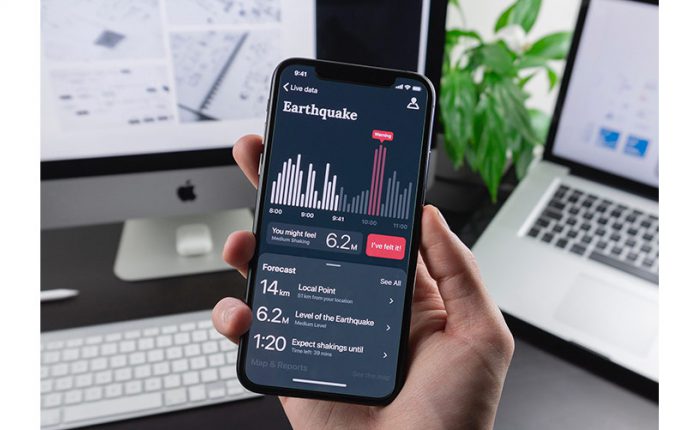 9:41
Live data
Earthquake
Warning
8:00 9:00 9:41 10:00 11:00
You might feel
Medium Shaking
6.2M
I've felt it!
Forecast
See All
14 km
Local Point
51 km from your location
6.2M
Level of the Earthquake
Medium Level
1:20
Expect shakings until
Time left: 39 mins
Map & Reports
See the map